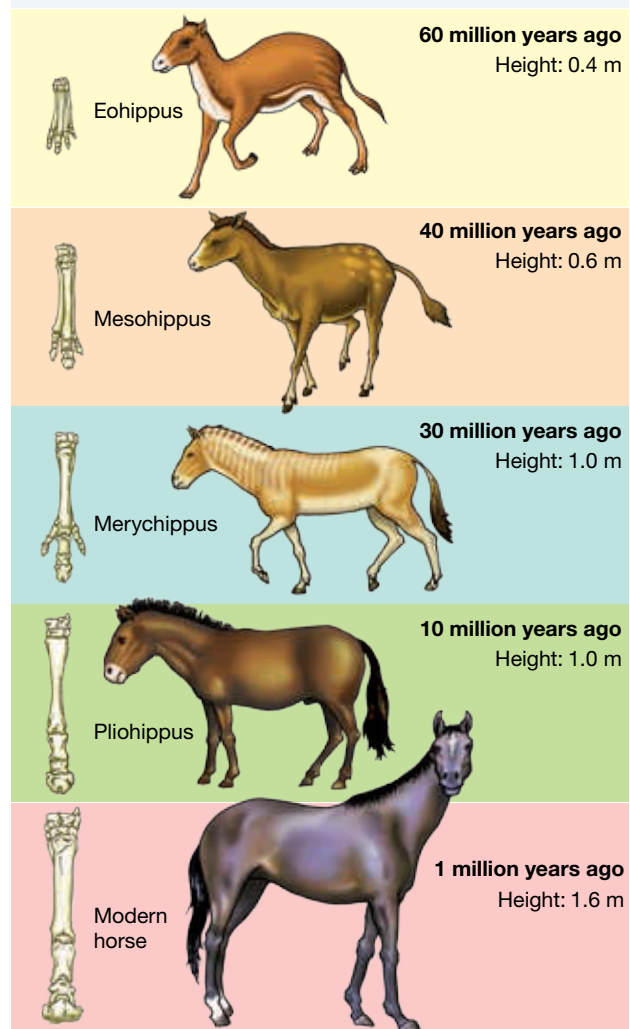 60 million years ago
Height: 0.4 m
Eohippus
40 million years ago
Height: 0.6 m
Mesohippus
30 million years ago
Height: 1.0 m
Merychippus
10 million years ago
Height: 1.0 m
Pliohippus
1 million years ago
Height: 1.6 m
Modern
horse